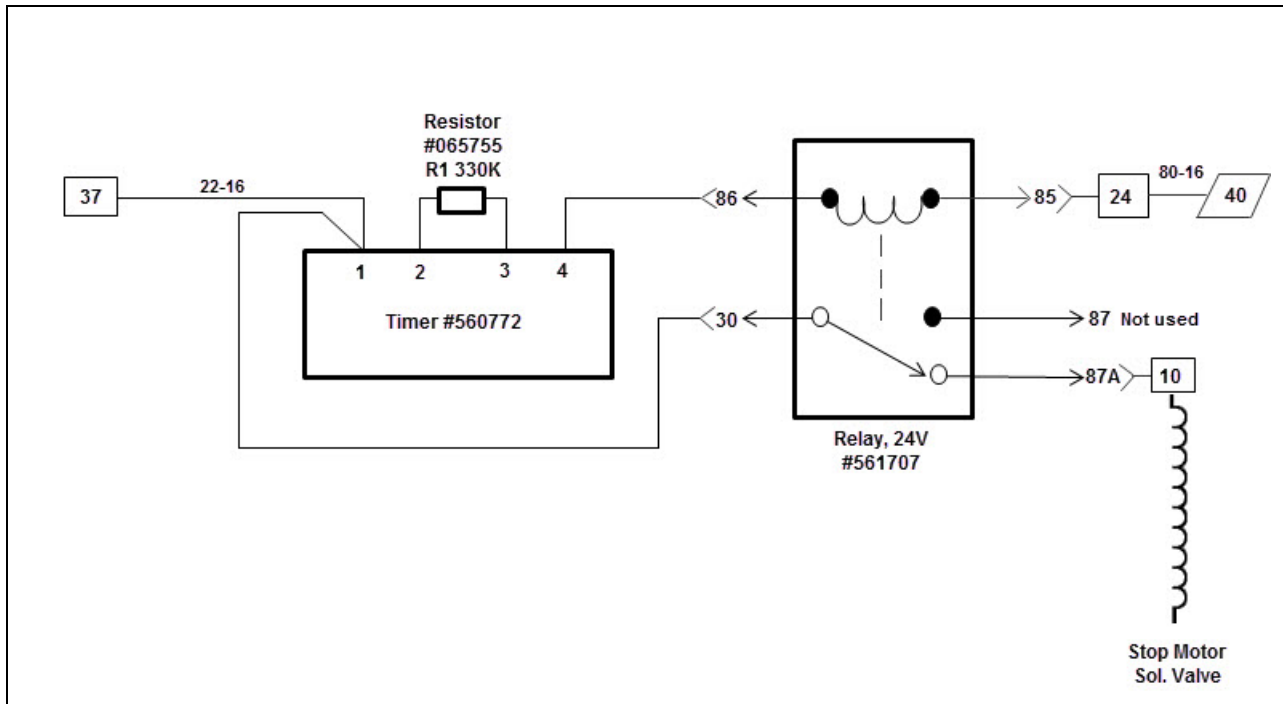 Resistor
#065755
R1 330K
37
22-16
86
85
24
80-16
40
1
2
3
4
Timer #560772
30
87 Not used
87A
10
Relay, 24V
#561707
Stop Motor
Sol. Valve